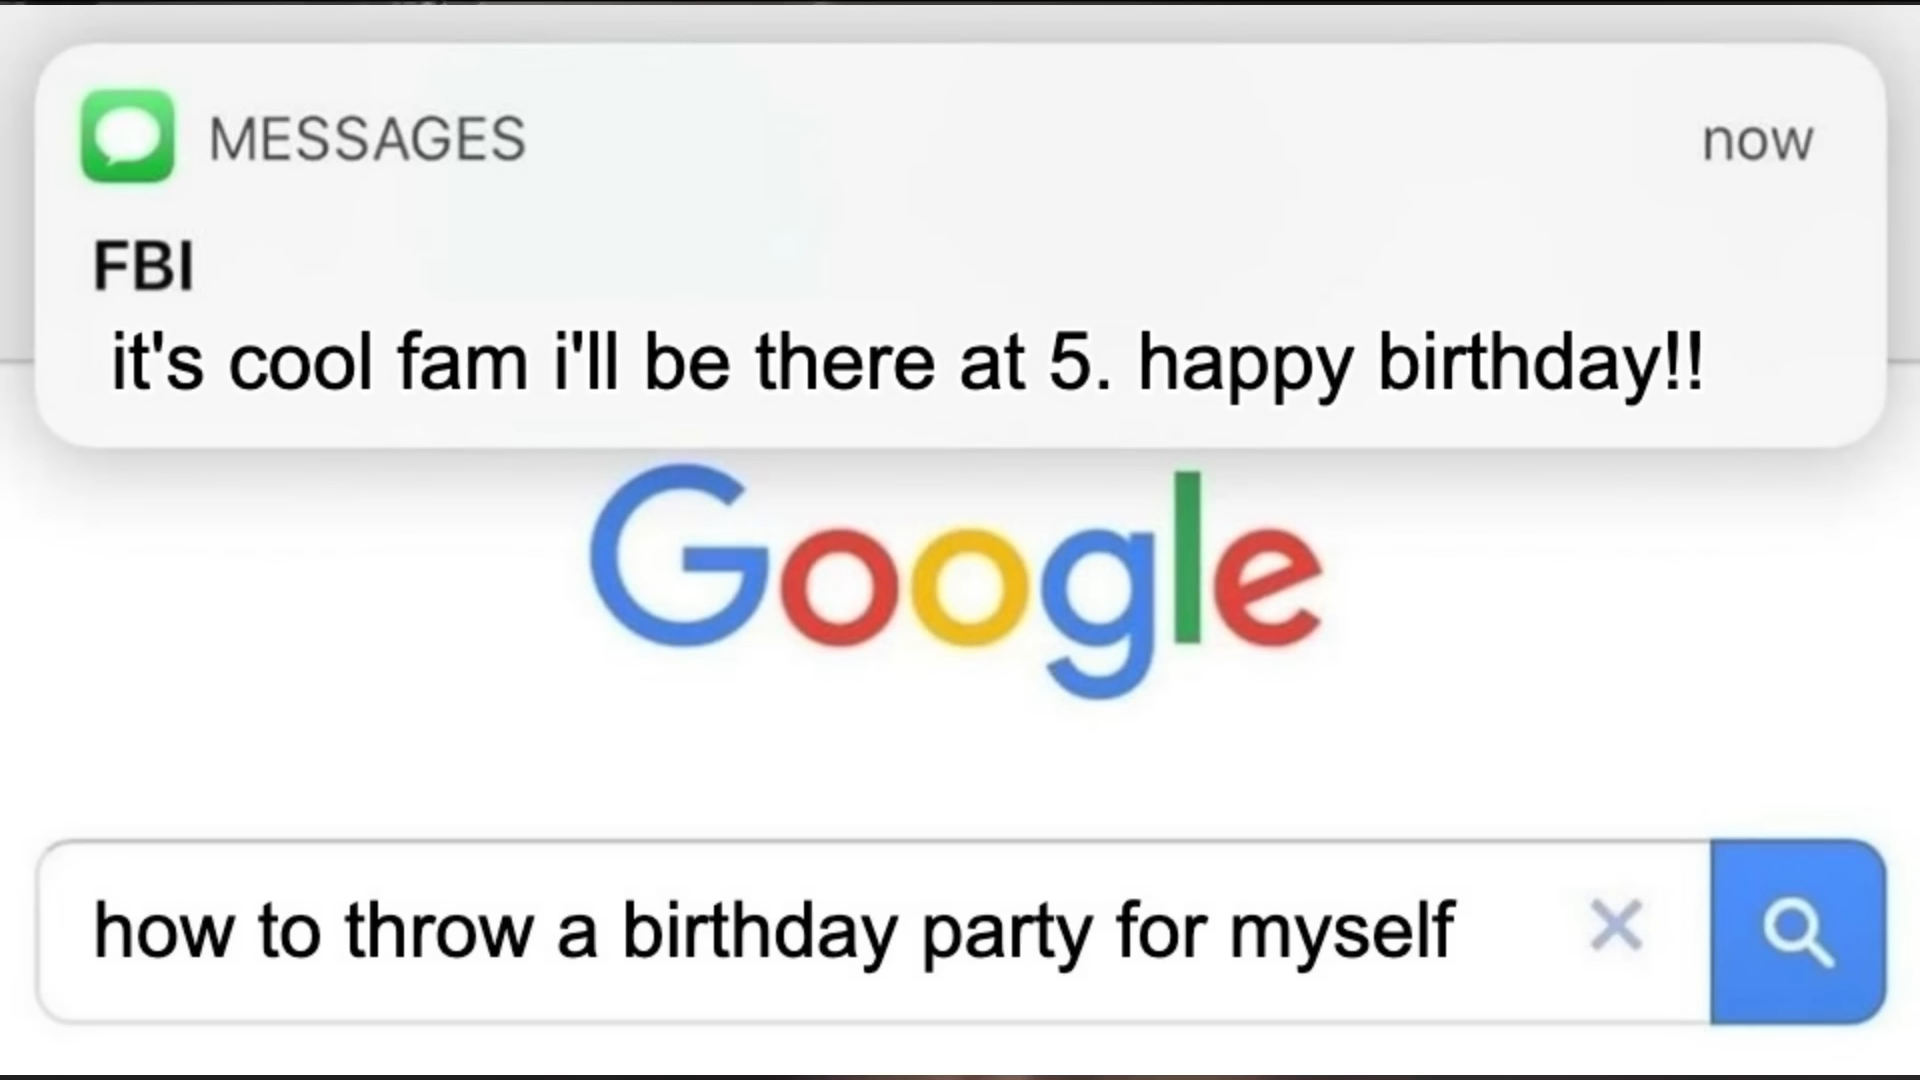 MESSAGES now
FBI
it's cool fam i'll be there at 5. happy birthday!!
Google
how to throw a birthday party for myself